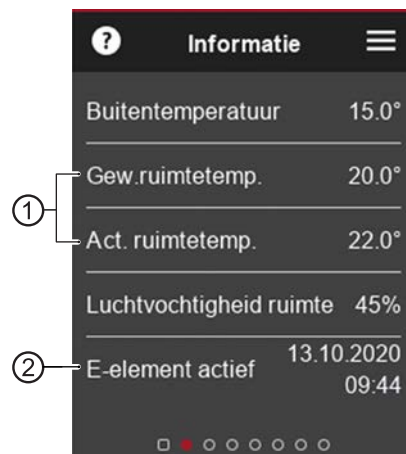 ? Informatie
Buitentemperatuur 15.0°
Gew.ruimtetemp. 20.0°
1
Act. ruimtetemp. 22.0°
Luchtvochtigheid ruimte 45%
2 E-element actief 13.10.2020
09:44